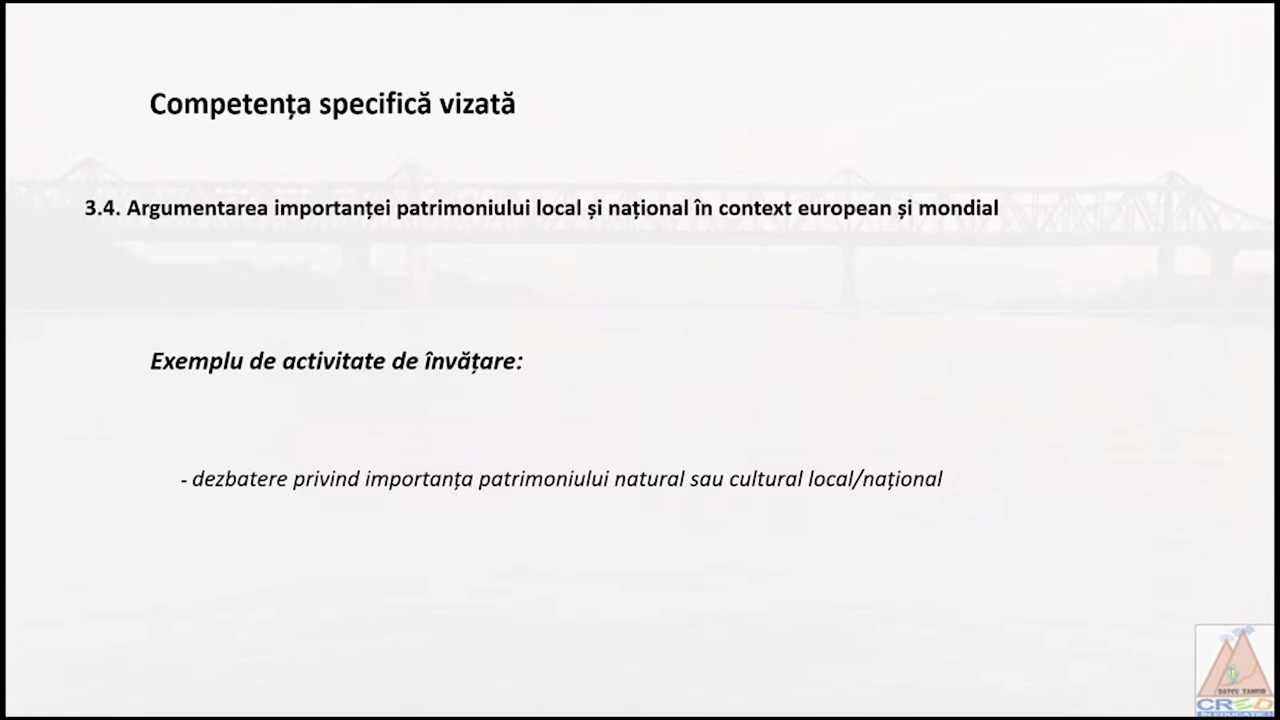 Competența specifică vizată
3.4. Argumentarea importanței patrimoniului local și național în context european și mondial
Exemplu de activitate de învățare:
- dezbatere privind importanța patrimoniului natural sau cultural local/național
CRED